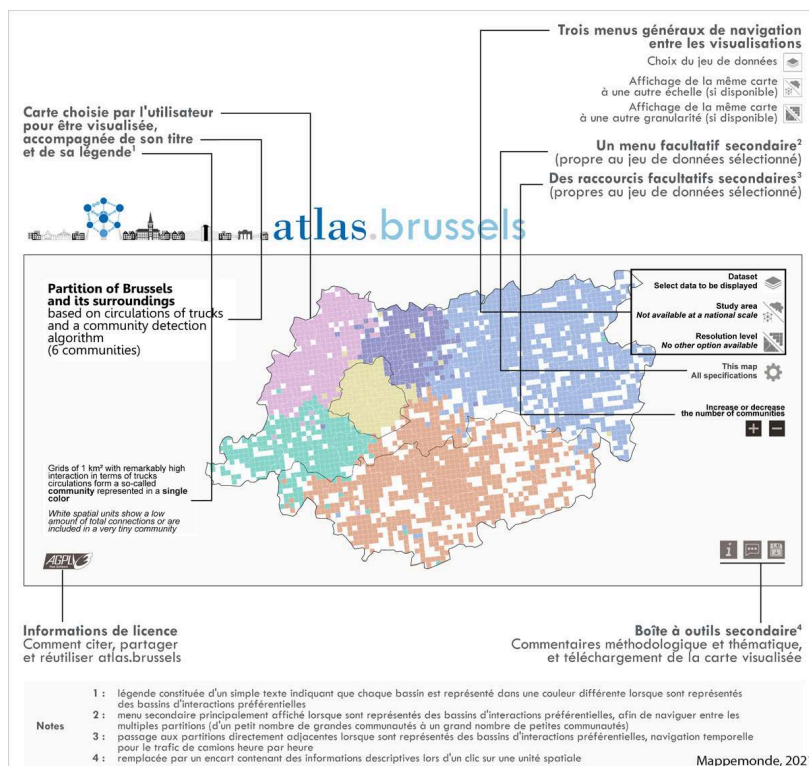 Trois menus généraux de navigation
entre les visualisations
Choix du jeu de données
Affichage de la même carte
à une autre échelle (si disponible)
Affichage de la même carte
à une autre granularité (si disponible)
Carte choisie par l'utilisateur
pour être visualisée,
accompagnée de son titre
et de sa légende¹
Un menu facultatif secondaire²
(propre au jeu de données sélectionné)
Des raccourcis facultatifs secondaires³
(propres au jeu de données sélectionné)
atlas.brussels
Partition of Brussels
and its surroundings
based on circulations of trucks
and a community detection
algorithm
(6 communities)
Dataset
Select data to be displayed
Study area
Not available at a national scale
Resolution level
No other option available
This map
All specifications
Increase or decrease
the number of communities
+ −
Grids of 1 km² with remarkably high
interaction in terms of trucks
circulations form a so-called
community represented in a single
color
White spatial units show a low
amount of total connections or are
included in a very tiny community
AGPLv3
Informations de licence
Comment citer, partager
et réutiliser atlas.brussels
Boîte à outils secondaire⁴
Commentaires méthodologique et thématique,
et téléchargement de la carte visualisée
Notes
1 : légende constituée d'un simple texte indiquant que chaque bassin est représenté dans une couleur différente lorsque sont représentés
des bassins d'interactions préférentielles
2 : menu secondaire principalement affiché lorsque sont représentés des bassins d'interactions préférentielles, afin de naviguer entre les
multiples partitions (d'un petit nombre de grandes communautés à un grand nombre de petites communautés)
3 : passage aux partitions directement adjacentes lorsque sont représentés des bassins d'interactions préférentielles, navigation temporelle
pour le trafic de camions heure par heure
4 : remplacée par un encart contenant des informations descriptives lors d'un clic sur une unité spatiale
Mappemonde, 202